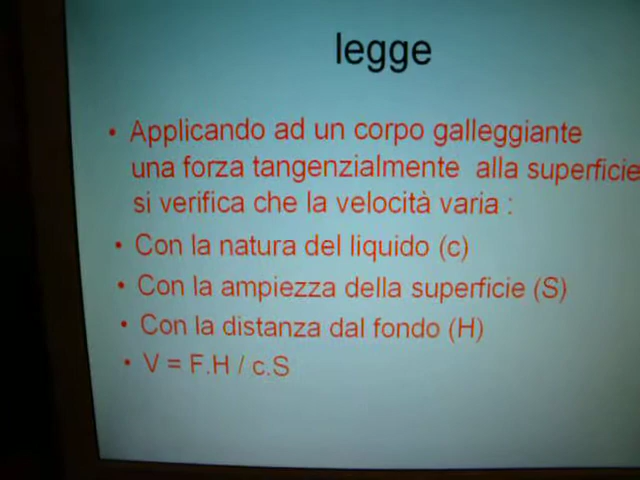 legge
• Applicando ad un corpo galleggiante
una forza tangenzialmente alla superficie
si verifica che la velocità varia :
• Con la natura del liquido (c)
• Con la ampiezza della superficie (S)
• Con la distanza dal fondo (H)
• V = F.H / c.S